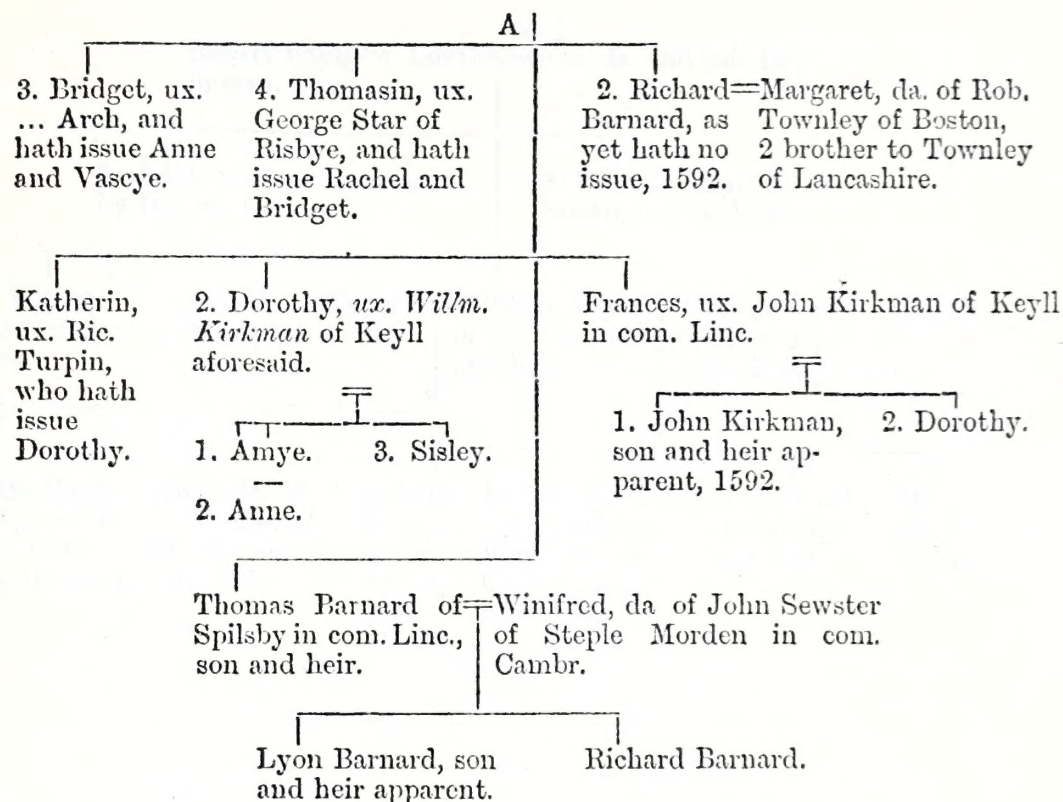 A
3. Bridget, ux.
... Arch, and
hath issue Anne
and Vascye.
4. Thomasin, ux.
George Star of
Risbye, and hath
issue Rachel and
Bridget.
2. Richard=Margaret, da. of Rob.
Barnard, as Townley of Boston,
yet hath no 2 brother to Townley
issue, 1592. of Lancashire.
Katherin,
ux. Ric.
Turpin,
who hath
issue
Dorothy.
2. Dorothy, ux. Willm.
Kirkman of Keyll
aforesaid.
1. Amye. 3. Sisley.
2. Anne.
Frances, ux. John Kirkman of Keyll
in com. Linc.
1. John Kirkman, 2. Dorothy.
son and heir ap-
parent, 1592.
Thomas Barnard of=Winifred, da of John Sewster
Spilsby in com. Linc., of Steple Morden in com.
son and heir. Cambr.
Lyon Barnard, son Richard Barnard.
and heir apparent.